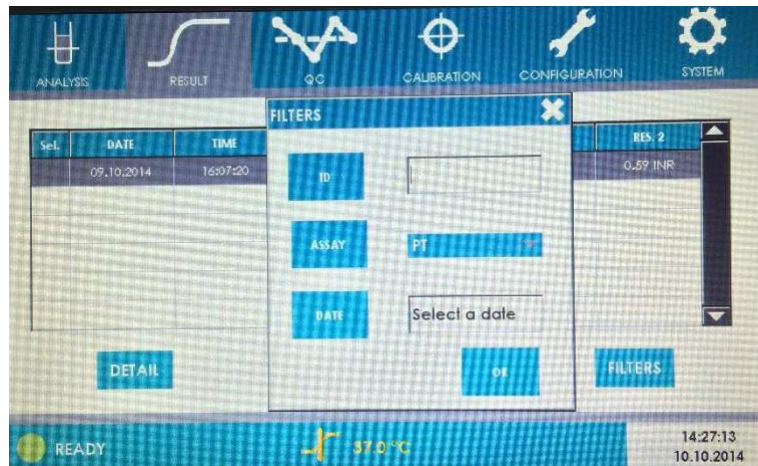 ANALYSIS RESULT QC CALIBRATION CONFIGURATION SYSTEM
FILTERS
Sel. DATE TIME RES. 2
09.10.2014 16:07:20 0.59 INR
ID
ASSAY PT
DATE Select a date
DETAIL OK FILTERS
READY 37.0 °C 14:27:13
10.10.2014